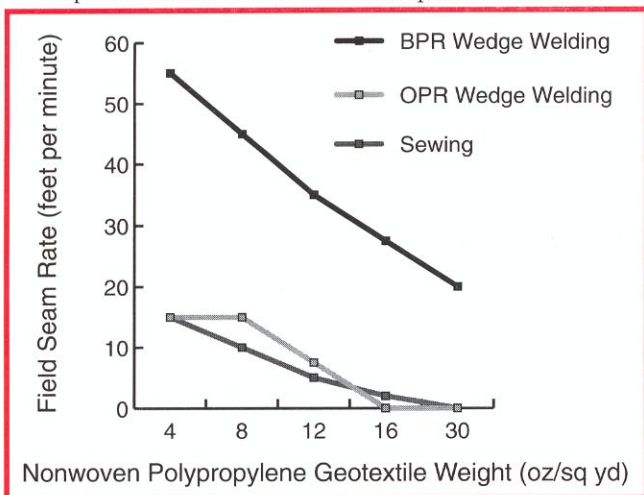 60
50
40
30
20
10
0
Field Seam Rate (feet per minute)
BPR Wedge Welding
OPR Wedge Welding
Sewing
4 8 12 16 30
Nonwoven Polypropylene Geotextile Weight (oz/sq yd)